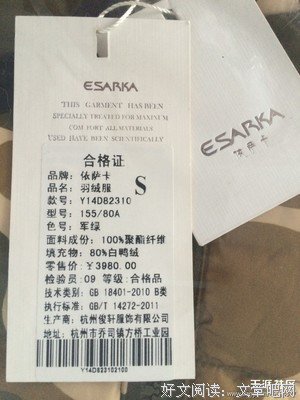 ESARKA
THIS GARMENT HAS BEEN
SPECIALLY TREATED FOR MAXIMUM
COM FORT ALL MATERIALS
USED HAVE BEEN SCIENTIFICALLY
合格证
品牌：依萨卡
品名：羽绒服 S
款号：Y14D82310
型号：155/80A
色号：军绿
面料成份：100%聚酯纤维
填充物：80%白鸭绒
零售价：￥3980.00
检验员：09 等级：合格品
技术类别：GB 18401-2010 B类
执行标准：GB/T 14272-2011
生产商：杭州俊轩服饰有限公司
地址：杭州市乔司镇方桥工业园
Y14D823102100
ESARKA
依萨卡
好文阅读：文章吧网